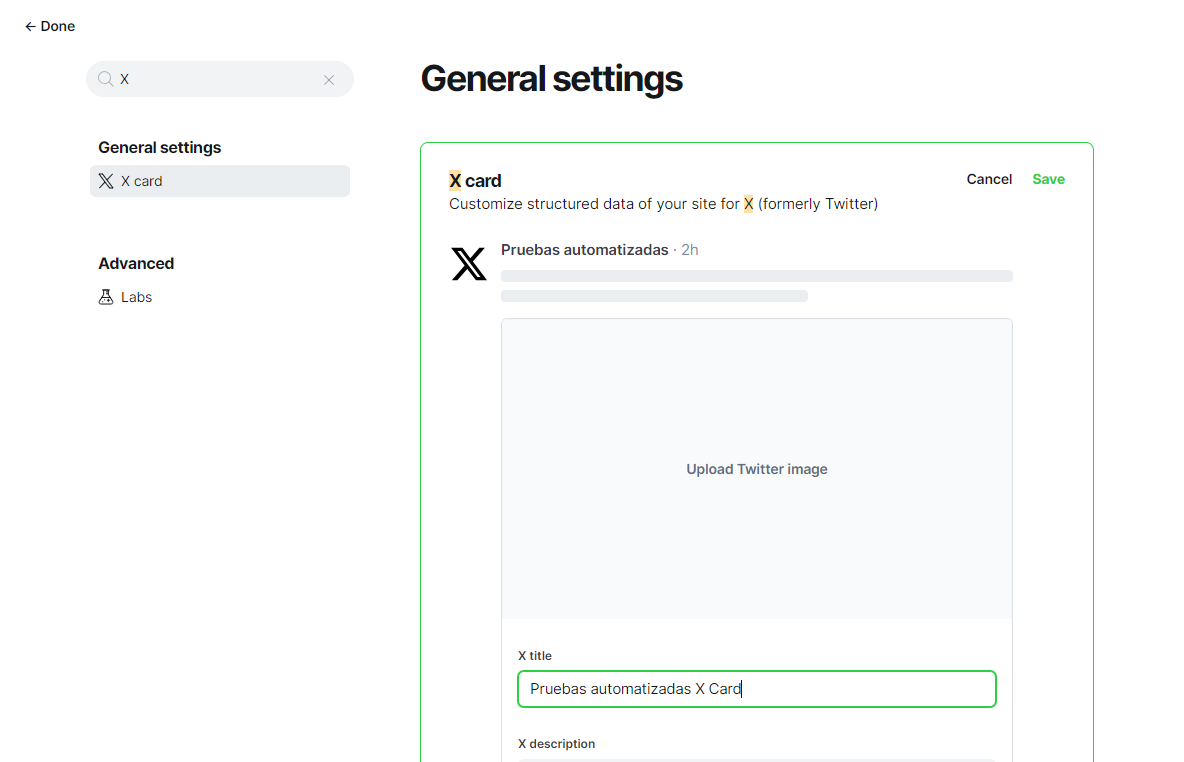 ← Done
X
General settings
General settings
X card
X card
Cancel
Save
Customize structured data of your site for X (formerly Twitter)
Pruebas automatizadas · 2h
Advanced
Labs
Upload Twitter image
X title
Pruebas automatizadas X Card
X description